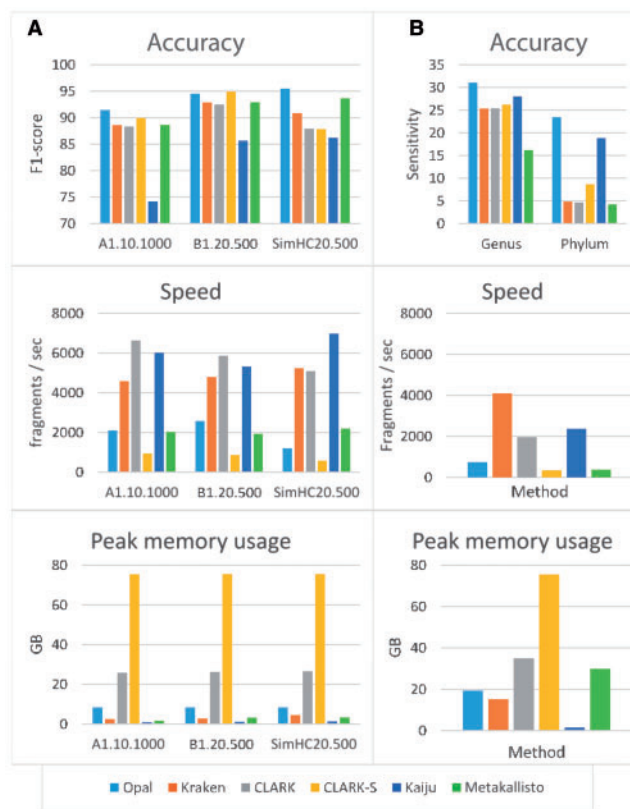 A
Accuracy
F1-score
100
95
90
85
80
75
70
A1.10.1000 B1.20.500 SimHC20.500
Speed
fragments / sec
8000
6000
4000
2000
0
A1.10.1000 B1.20.500 SimHC20.500
Peak memory usage
GB
80
60
40
20
0
A1.10.1000 B1.20.500 SimHC20.500
B
Accuracy
Sensitivity
35
30
25
20
15
10
5
0
Genus Phylum
Speed
Fragments / sec
8000
6000
4000
2000
0
Method
Peak memory usage
GB
80
60
40
20
0
Method
Opal Kraken CLARK CLARK-S Kaiju Metakallisto